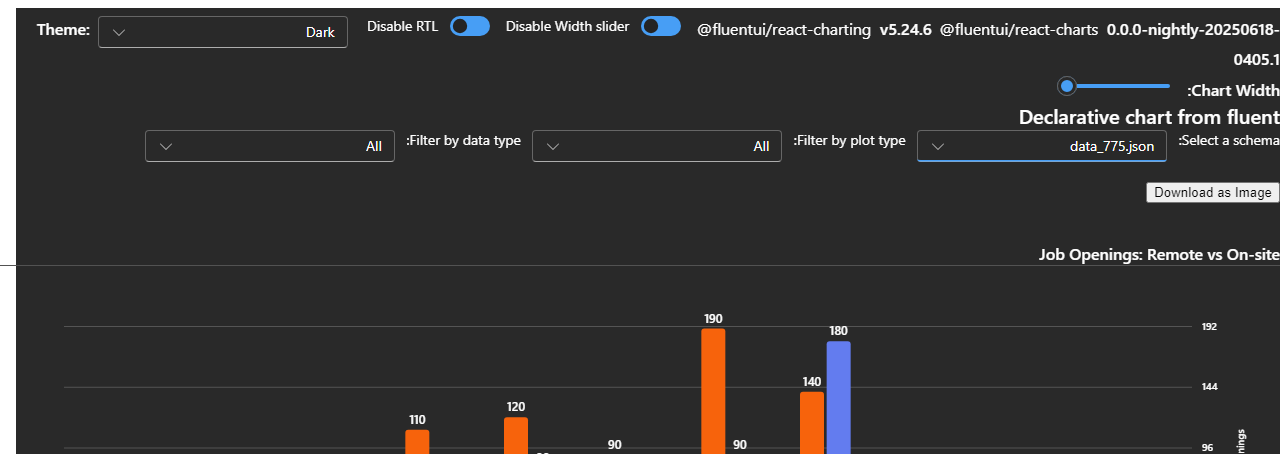 Theme:
Dark
Disable RTL
Disable Width slider
@fluentui/react-charting v5.24.6 @fluentui/react-charts 0.0.0-nightly-20250618-
0405.1
:Chart Width
Declarative chart from fluent
:Select a schema
data_775.json
:Filter by plot type
All
:Filter by data type
All
Download as Image
Job Openings: Remote vs On-site
190
192
180
140
144
120
110
90
90
96